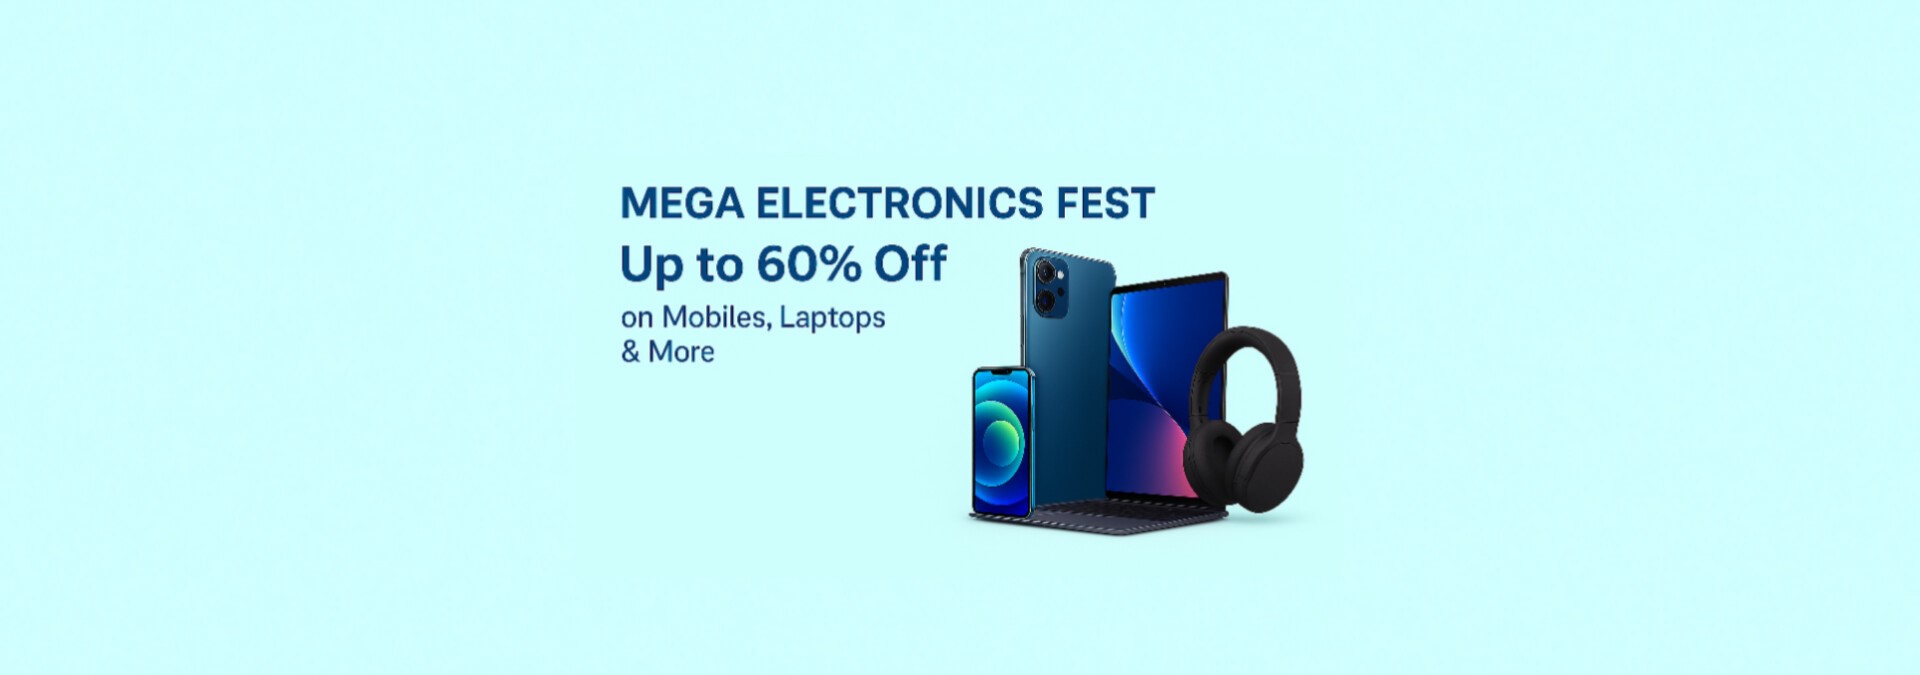 MEGA ELECTRONICS FEST
Up to 60% Off
on Mobiles, Laptops
& More